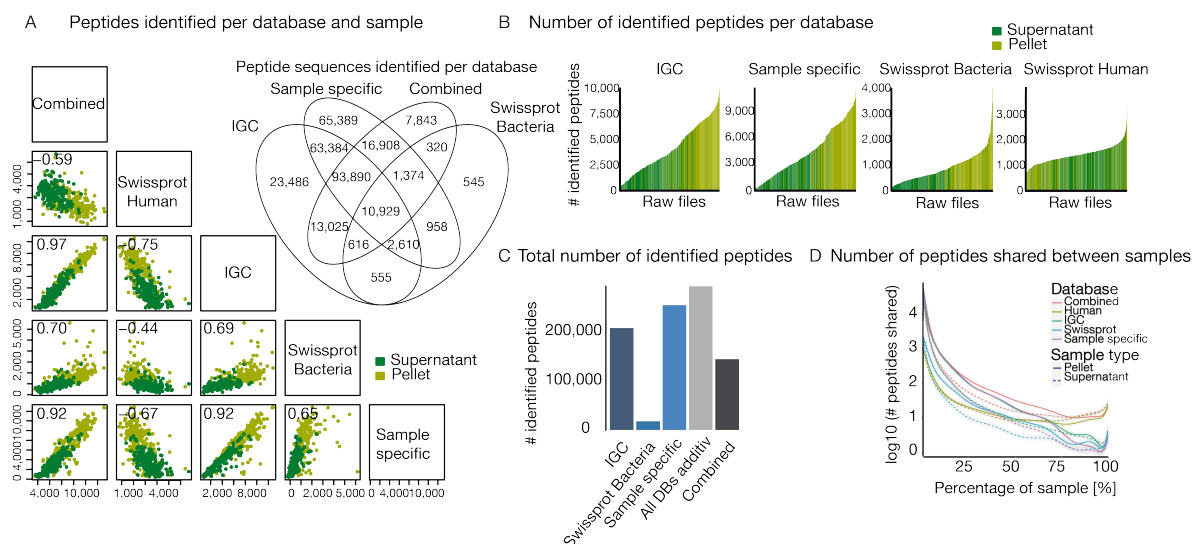 A Peptides identified per database and sample
Combined
−0.59
Swissprot
Human
0.97
−0.75
IGC
0.70
−0.44
0.69
Swissprot
Bacteria
0.92
−0.67
0.92
0.65
Sample
specific
1,000
4,000
2,000
8,000
0
2,000
5,000
0
4,000
10,000
4,000 10,000
1,000 4,000
2,000 8,000
0 2,000 5,000
0 4,000 10,000
Supernatant
Pellet
Peptide sequences identified per database
Sample specific
Combined
IGC
Swissprot
Bacteria
65,389
7,843
63,384
16,908
320
23,486
93,890
1,374
545
10,929
13,025
958
616
2,610
555
B Number of identified peptides per database
Supernatant
Pellet
IGC
Sample specific
Swissprot Bacteria
Swissprot Human
# identified peptides
10,000
7,500
5,000
2,500
0
9,000
6,000
3,000
0
4,000
3,000
2,000
1,000
0
3,000
2,000
1,000
0
Raw files
Raw files
Raw files
Raw files
C Total number of identified peptides
# identified peptides
200,000
100,000
0
IGC
Swissprot Bacteria
Sample specific
All DBs additiv
Combined
D Number of peptides shared between samples
log10 (# peptides shared)
4
3
2
1
0
25 50 75 100
Percentage of sample [%]
Database
Combined
Human
IGC
Swissprot
Sample specific
Sample type
Pellet
Supernatant